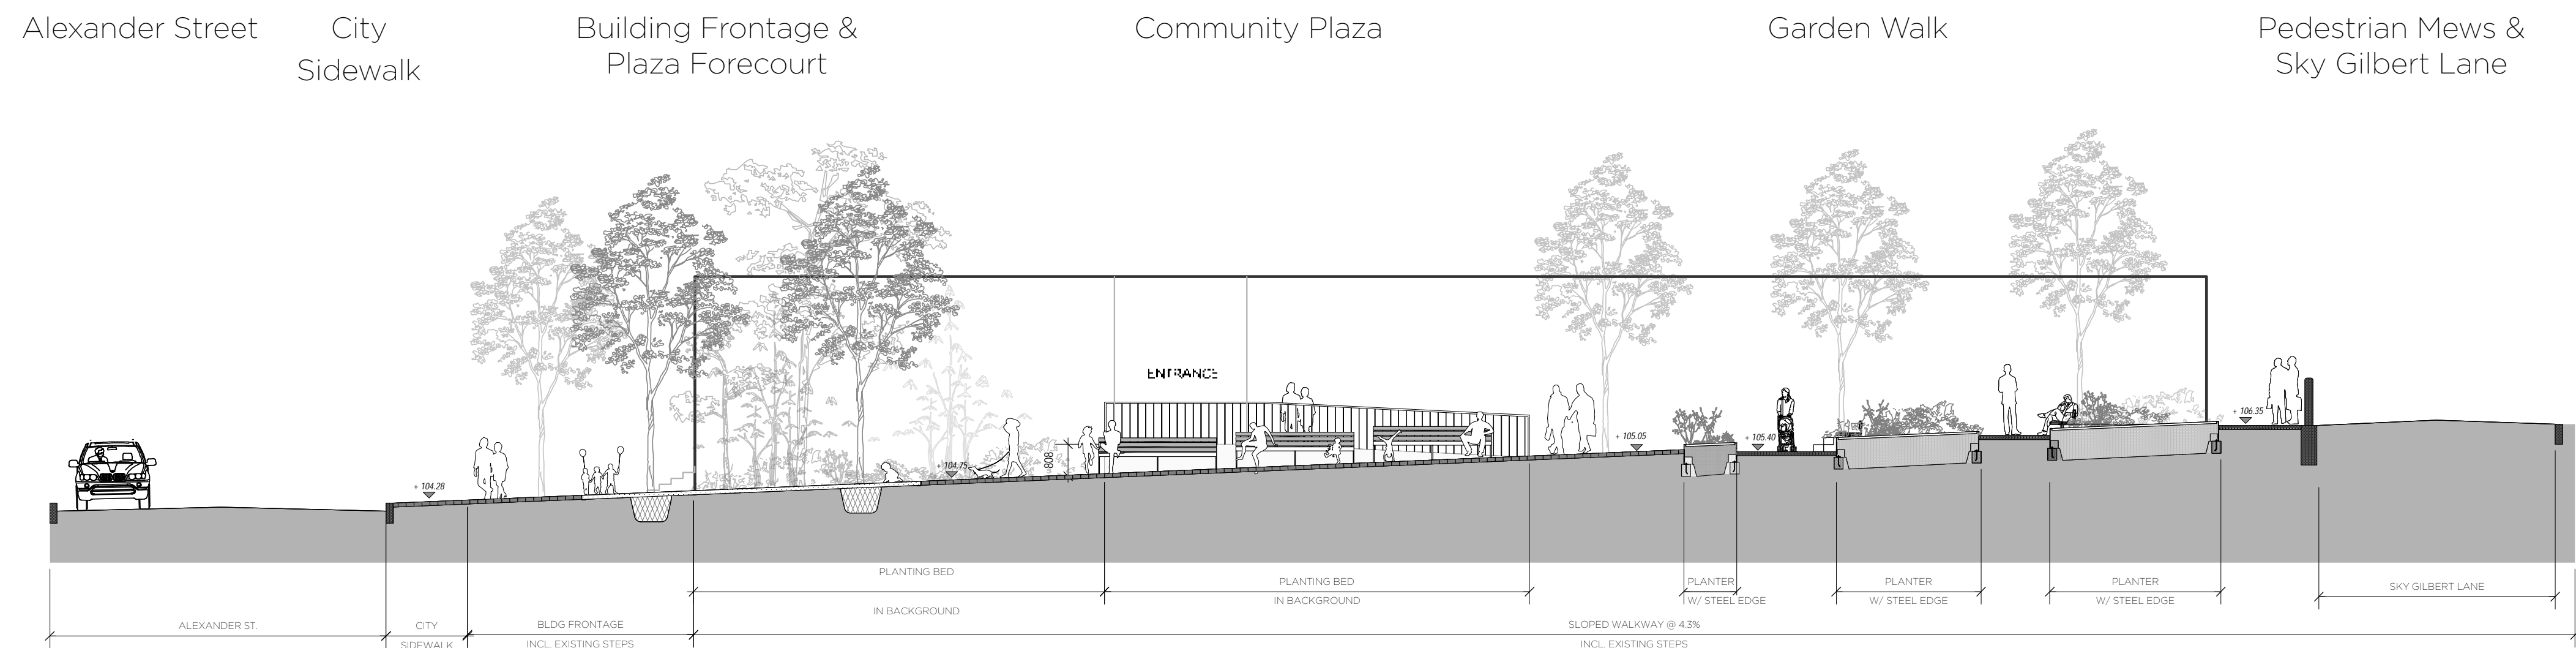 Alexander Street
City
Sidewalk
Building Frontage &
Plaza Forecourt
Community Plaza
Garden Walk
Pedestrian Mews &
Sky Gilbert Lane
ENTRANCE
+ 104.28
+ 104.75
808
+ 105.05
+ 105.40
+ 106.35
PLANTING BED
IN BACKGROUND
PLANTING BED
IN BACKGROUND
PLANTER
W/ STEEL EDGE
PLANTER
W/ STEEL EDGE
PLANTER
W/ STEEL EDGE
SKY GILBERT LANE
ALEXANDER ST.
CITY
SIDEWALK
BLDG FRONTAGE
INCL. EXISTING STEPS
SLOPED WALKWAY @ 4.3%
INCL. EXISTING STEPS